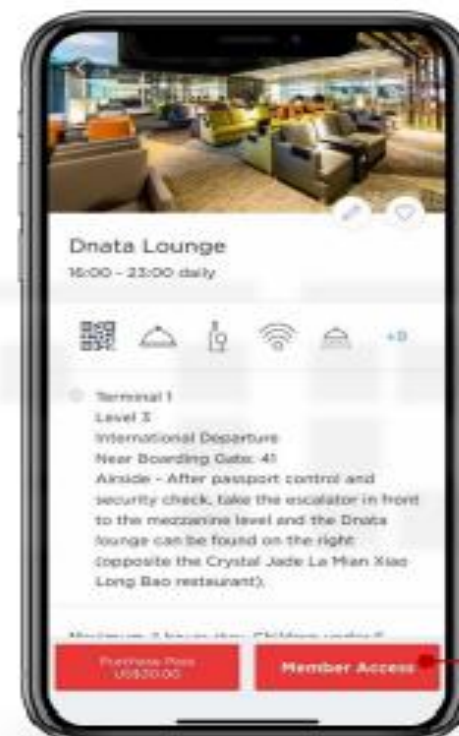 Dnata Lounge
16:00 - 23:00 daily
+9
Terminal 1
Level 3
International Departure
Near Boarding Gate: 41
Airside - After passport control and
security check, take the escalator in front
to the mezzanine level and the Dnata
lounge can be found on the right
(opposite the Crystal Jade La Mian Xiao
Long Bao restaurant).
Purchase Pass
Member Access